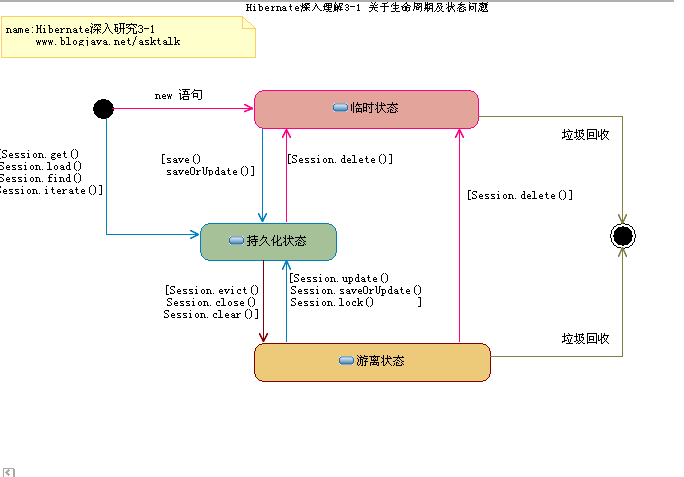 Hibernate深入理解3-1 关于生命周期及状态问题
name:Hibernate深入研究3-1
www.blogjava.net/asktalk
new 语句
临时状态
垃圾回收
[Session.get()
Session.load()
Session.find()
Session.iterate()]
[save()
saveOrUpdate()]
[Session.delete()]
[Session.delete()]
持久化状态
[Session.evict()
Session.close()
Session.clear()]
[Session.update()
Session.saveOrUpdate()
Session.lock() ]
垃圾回收
游离状态